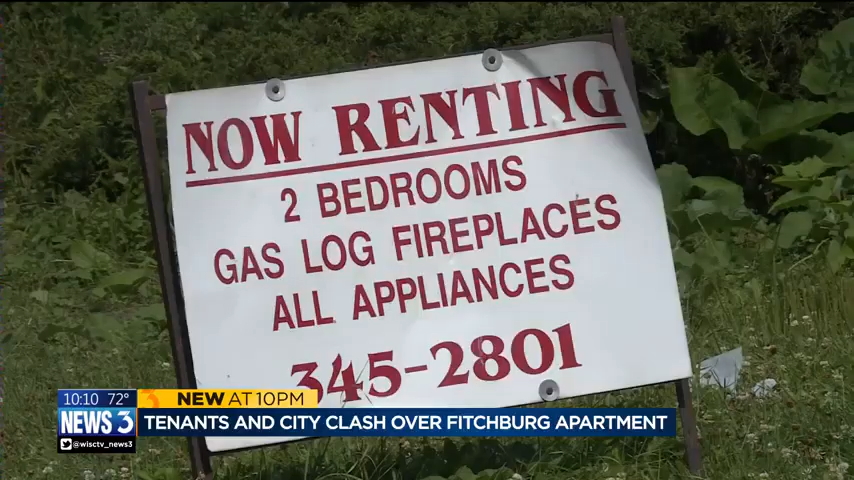 NOW RENTING
2 BEDROOMS
GAS LOG FIREPLACES
ALL APPLIANCES
345-2801
10:10 72°
3 NEW AT 10PM
NEWS 3
TENANTS AND CITY CLASH OVER FITCHBURG APARTMENT
@wisctv_news3